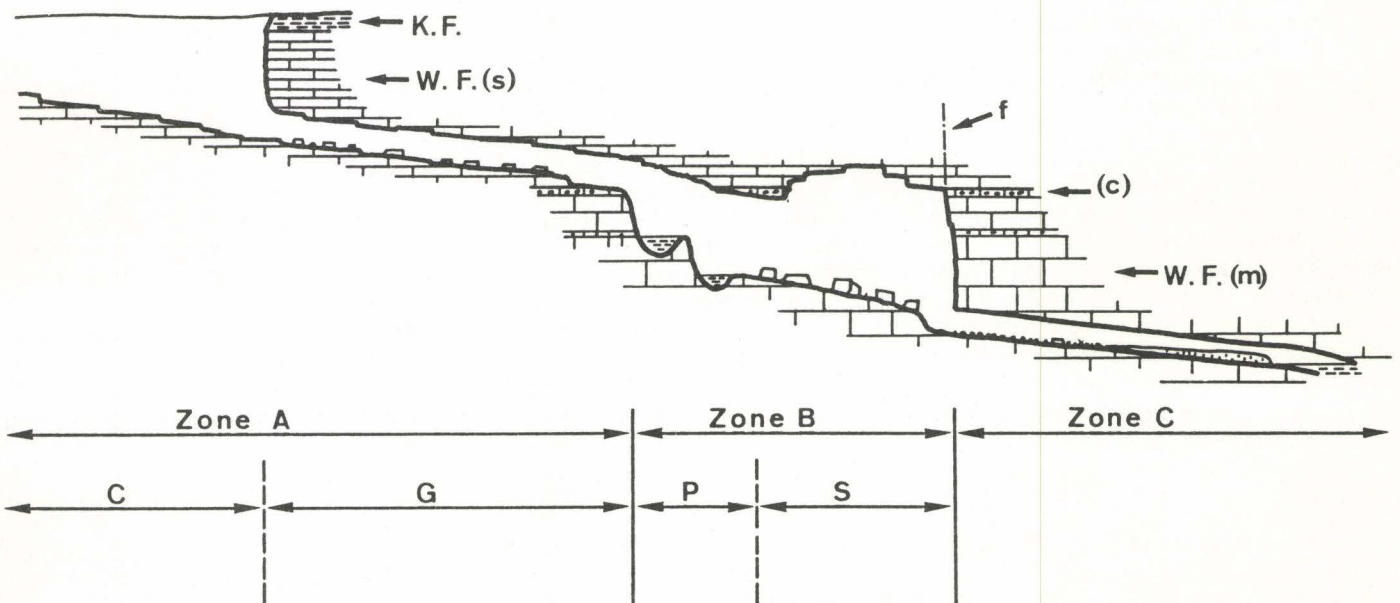 K. F.
W. F. (s)
f
(c)
W. F. (m)
Zone A
Zone B
Zone C
C
G
P
S